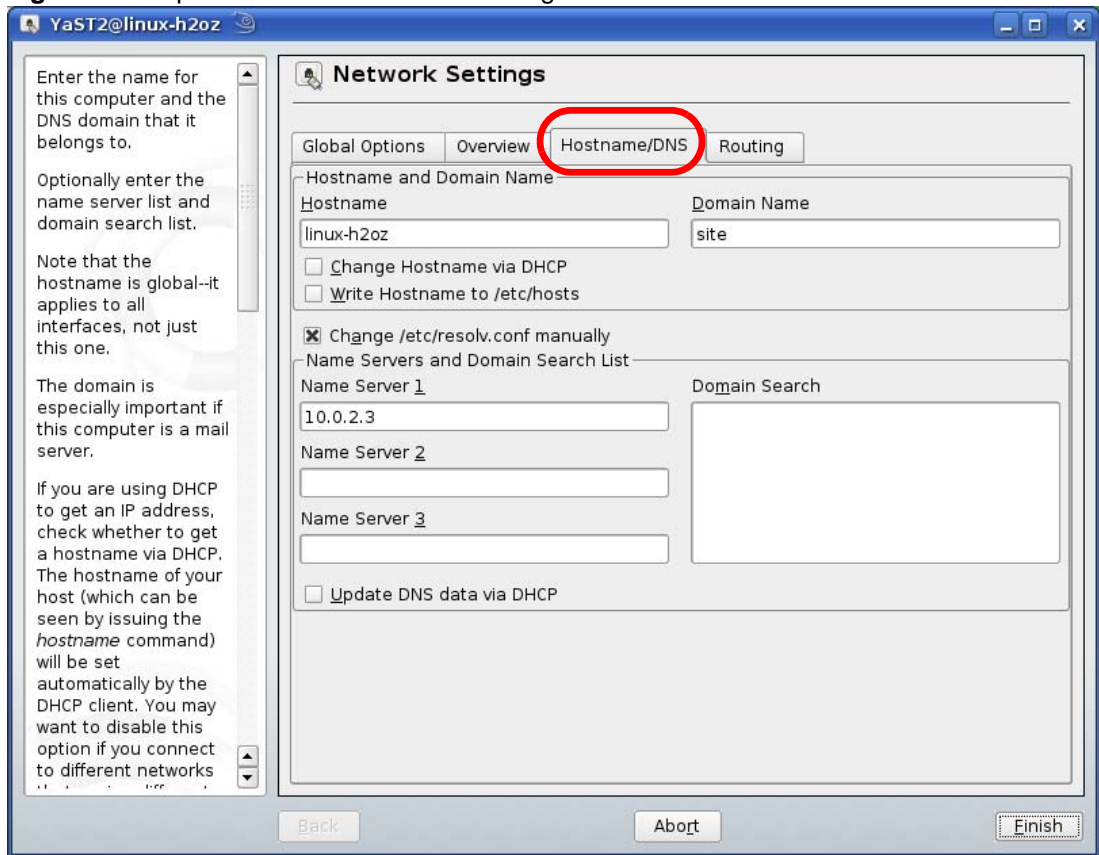 YaST2@linux-h2oz
Enter the name for
this computer and the
DNS domain that it
belongs to.
Optionally enter the
name server list and
domain search list.
Note that the
hostname is global--it
applies to all
interfaces, not just
this one.
The domain is
especially important if
this computer is a mail
server.
If you are using DHCP
to get an IP address,
check whether to get
a hostname via DHCP.
The hostname of your
host (which can be
seen by issuing the
hostname command)
will be set
automatically by the
DHCP client. You may
want to disable this
option if you connect
to different networks
Network Settings
Global Options Overview Hostname/DNS Routing
Hostname and Domain Name
Hostname Domain Name
linux-h2oz site
Change Hostname via DHCP
Write Hostname to /etc/hosts
Change /etc/resolv.conf manually
Name Servers and Domain Search List
Name Server 1 Domain Search
10.0.2.3
Name Server 2
Name Server 3
Update DNS data via DHCP
Back Abort Finish